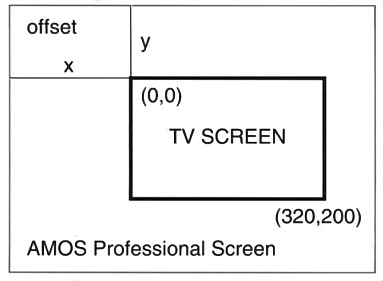 offset
y
x
(0,0)
TV SCREEN
(320,200)
AMOS Professional Screen